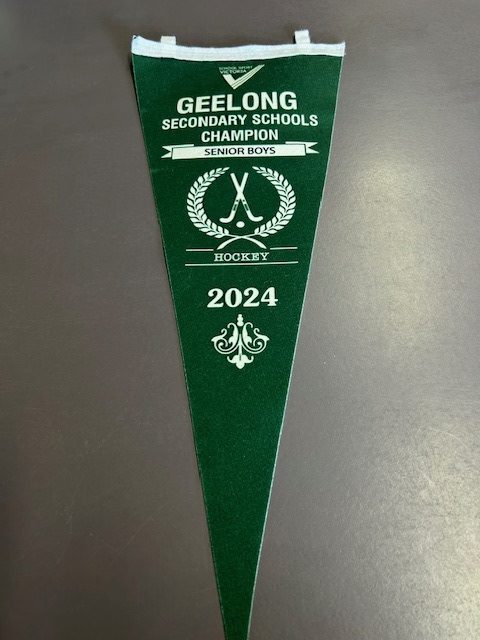 SCHOOL SPORT
VICTORIA
GEELONG
SECONDARY SCHOOLS
CHAMPION
SENIOR BOYS
HOCKEY
2024